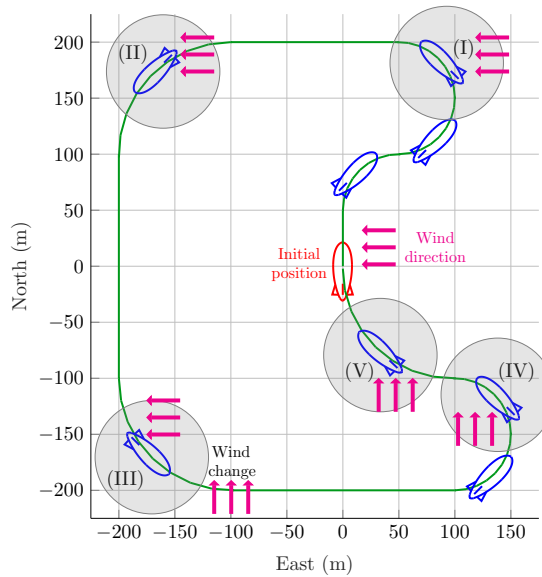 (II)
(I)
200
150
100
50
0
−50
−100
−150
−200
North (m)
Initial
position
Wind
direction
(V)
(IV)
(III)
Wind
change
−200 −150 −100 −50 0 50 100 150
East (m)